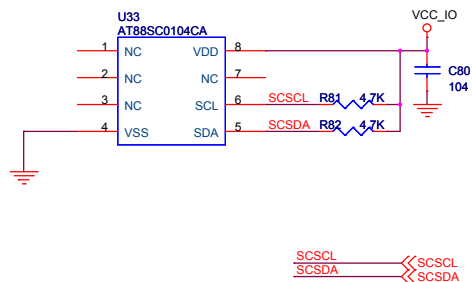 U33
AT88SC0104CA
VCC_IO
1 NC VDD 8
2 NC NC 7
3 NC SCL 6 SCSCL R81 4.7K
4 VSS SDA 5 SCSDA R82 4.7K
C80
104
SCSCL SCSCL
SCSDA SCSDA